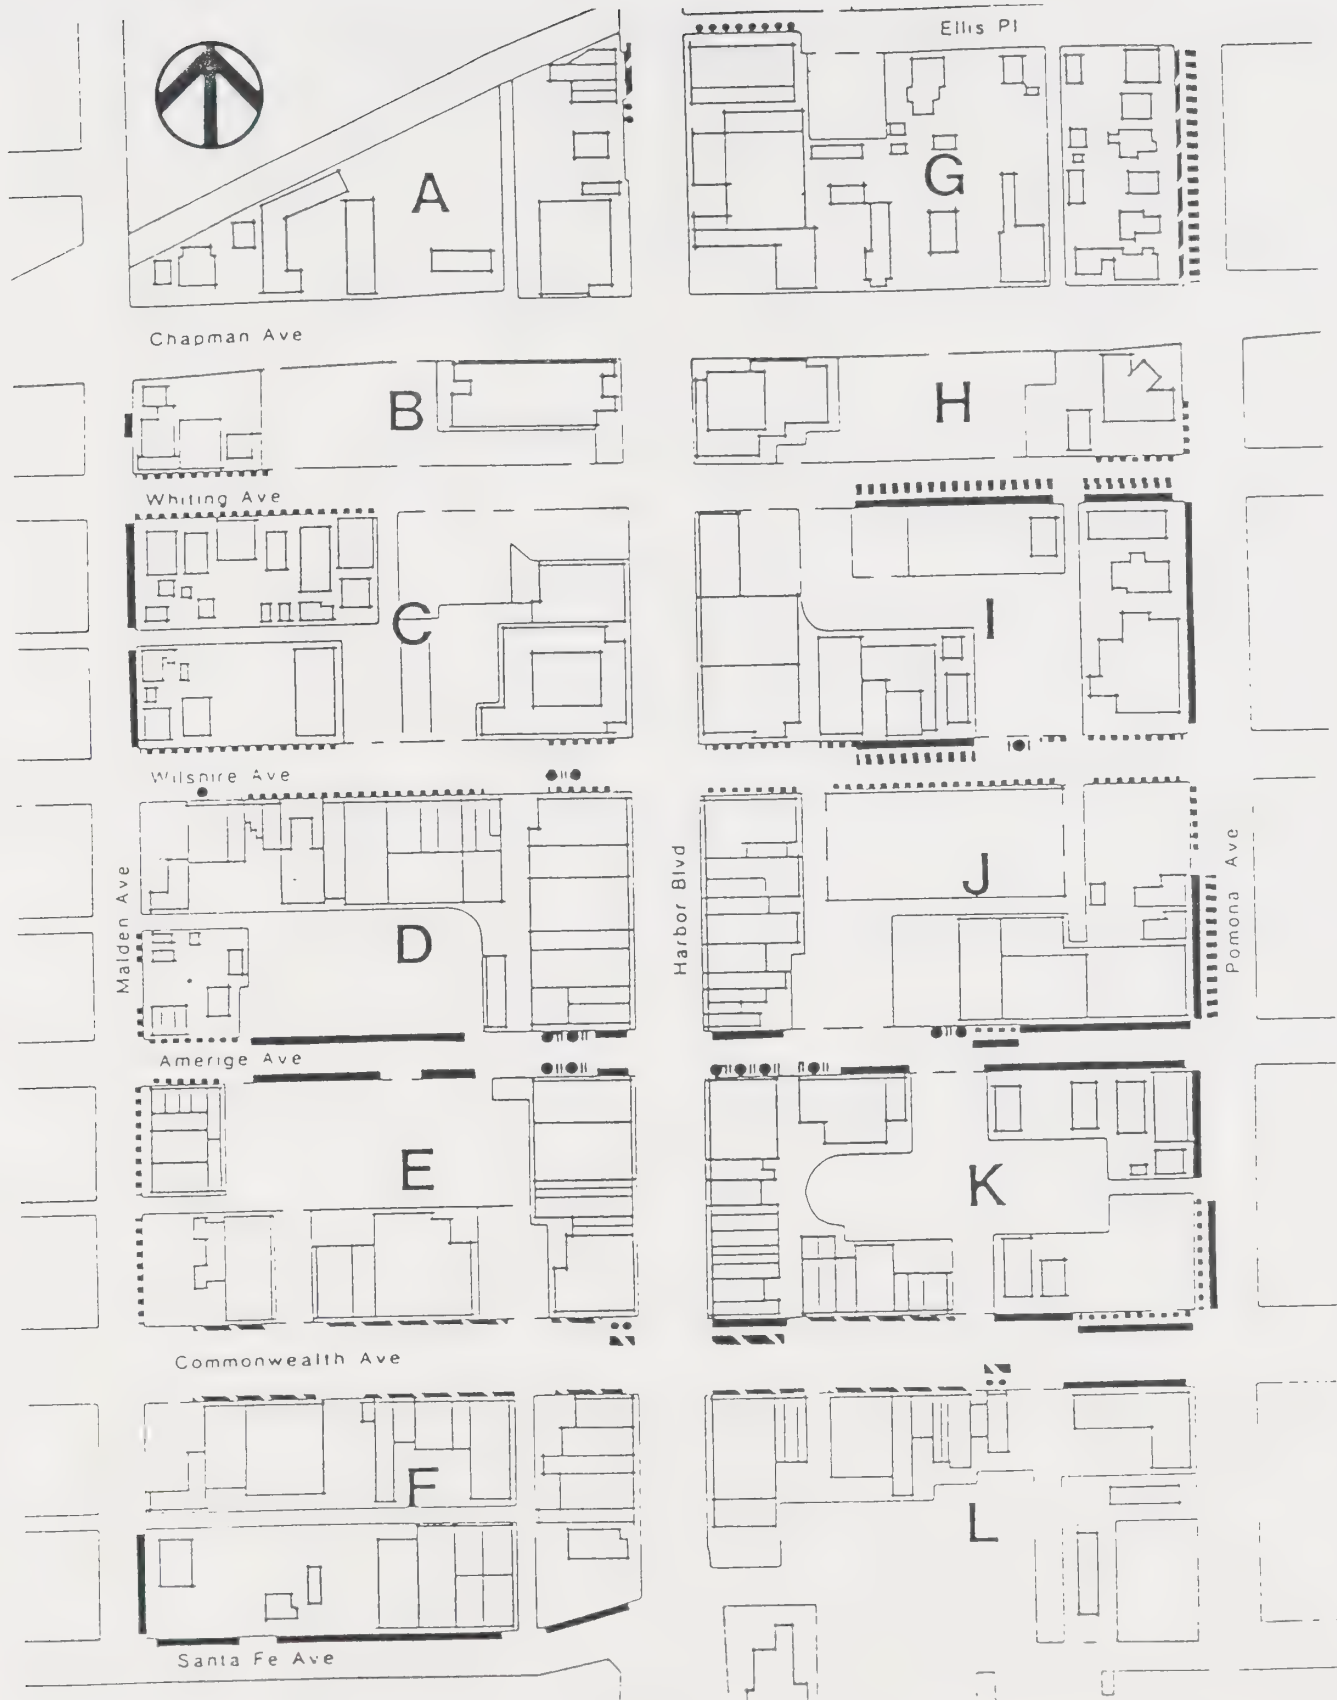 Ellis Pl
A
G
Chapman Ave
B
H
Whiting Ave
C
I
Wilshire Ave
Malden Ave
Harbor Blvd
Pomona Ave
J
D
Amerige Ave
E
K
Commonwealth Ave
F
L
Santa Fe Ave